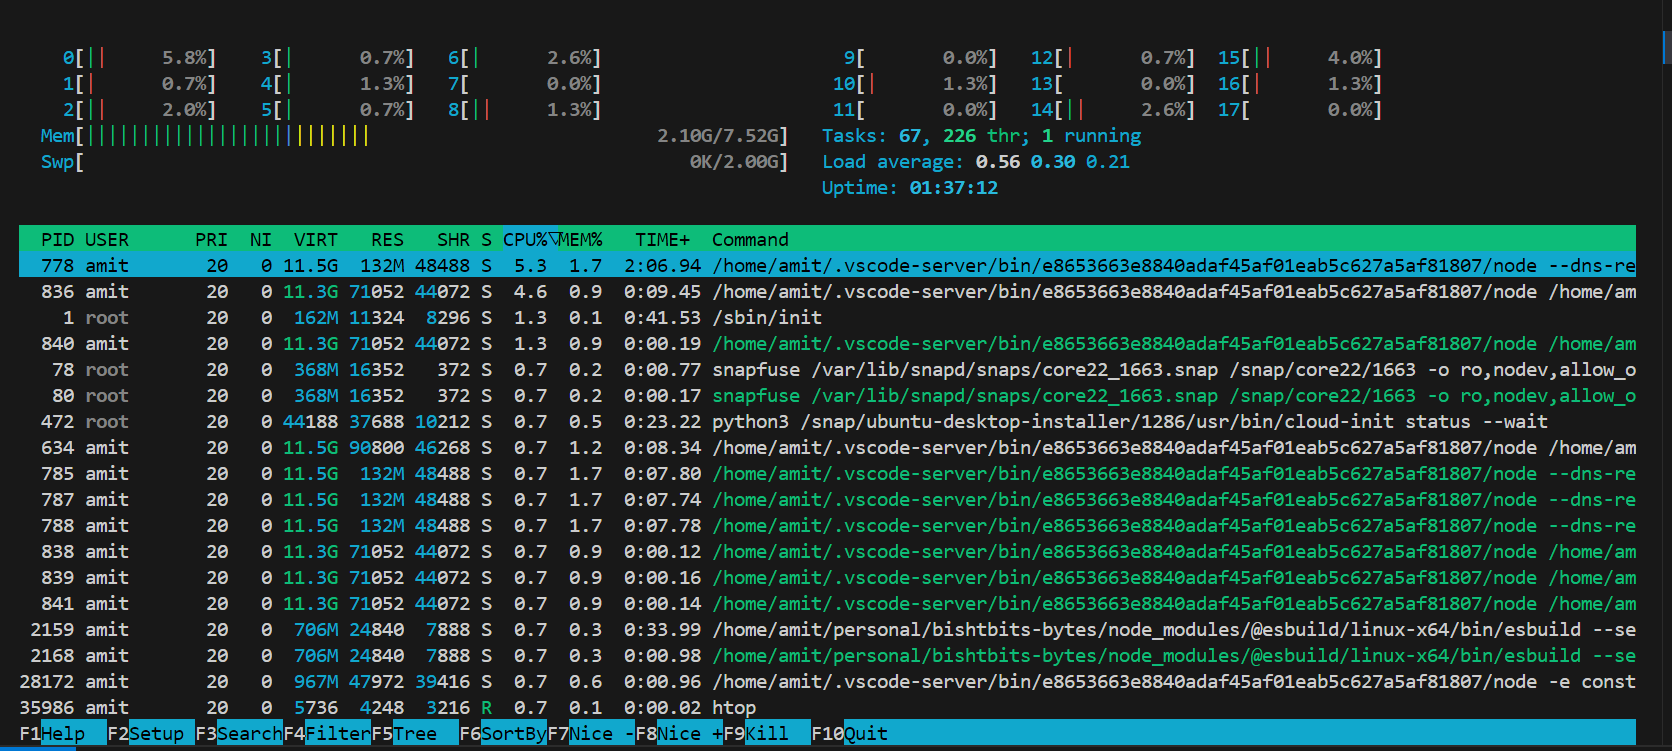 0[|| 5.8%] 3[| 0.7%] 6[| 2.6%] 9[ 0.0%] 12[| 0.7%] 15[|| 4.0%]
1[| 0.7%] 4[| 1.3%] 7[ 0.0%] 10[| 1.3%] 13[ 0.0%] 16[| 1.3%]
2[|| 2.0%] 5[| 0.7%] 8[|| 1.3%] 11[ 0.0%] 14[|| 2.6%] 17[ 0.0%]
Mem[|||||||||||||||||||||||||| 2.10G/7.52G] Tasks: 67, 226 thr; 1 running
Swp[ 0K/2.00G] Load average: 0.56 0.30 0.21
Uptime: 01:37:12
PID USER PRI NI VIRT RES SHR S CPU%▽MEM% TIME+ Command
778 amit 20 0 11.5G 132M 48488 S 5.3 1.7 2:06.94 /home/amit/.vscode-server/bin/e8653663e8840adaf45af01eab5c627a5af81807/node --dns-re
836 amit 20 0 11.3G 71052 44072 S 4.6 0.9 0:09.45 /home/amit/.vscode-server/bin/e8653663e8840adaf45af01eab5c627a5af81807/node /home/am
1 root 20 0 162M 11324 8296 S 1.3 0.1 0:41.53 /sbin/init
840 amit 20 0 11.3G 71052 44072 S 1.3 0.9 0:00.19 /home/amit/.vscode-server/bin/e8653663e8840adaf45af01eab5c627a5af81807/node /home/am
78 root 20 0 368M 16352 372 S 0.7 0.2 0:00.77 snapfuse /var/lib/snapd/snaps/core22_1663.snap /snap/core22/1663 -o ro,nodev,allow_o
80 root 20 0 368M 16352 372 S 0.7 0.2 0:00.17 snapfuse /var/lib/snapd/snaps/core22_1663.snap /snap/core22/1663 -o ro,nodev,allow_o
472 root 20 0 44188 37688 10212 S 0.7 0.5 0:23.22 python3 /snap/ubuntu-desktop-installer/1286/usr/bin/cloud-init status --wait
634 amit 20 0 11.5G 90800 46268 S 0.7 1.2 0:08.34 /home/amit/.vscode-server/bin/e8653663e8840adaf45af01eab5c627a5af81807/node /home/am
785 amit 20 0 11.5G 132M 48488 S 0.7 1.7 0:07.80 /home/amit/.vscode-server/bin/e8653663e8840adaf45af01eab5c627a5af81807/node --dns-re
787 amit 20 0 11.5G 132M 48488 S 0.7 1.7 0:07.74 /home/amit/.vscode-server/bin/e8653663e8840adaf45af01eab5c627a5af81807/node --dns-re
788 amit 20 0 11.5G 132M 48488 S 0.7 1.7 0:07.78 /home/amit/.vscode-server/bin/e8653663e8840adaf45af01eab5c627a5af81807/node --dns-re
838 amit 20 0 11.3G 71052 44072 S 0.7 0.9 0:00.12 /home/amit/.vscode-server/bin/e8653663e8840adaf45af01eab5c627a5af81807/node /home/am
839 amit 20 0 11.3G 71052 44072 S 0.7 0.9 0:00.16 /home/amit/.vscode-server/bin/e8653663e8840adaf45af01eab5c627a5af81807/node /home/am
841 amit 20 0 11.3G 71052 44072 S 0.7 0.9 0:00.14 /home/amit/.vscode-server/bin/e8653663e8840adaf45af01eab5c627a5af81807/node /home/am
2159 amit 20 0 706M 24840 7888 S 0.7 0.3 0:33.99 /home/amit/personal/bishtbits-bytes/node_modules/@esbuild/linux-x64/bin/esbuild --se
2168 amit 20 0 706M 24840 7888 S 0.7 0.3 0:00.98 /home/amit/personal/bishtbits-bytes/node_modules/@esbuild/linux-x64/bin/esbuild --se
28172 amit 20 0 967M 47972 39416 S 0.7 0.6 0:00.96 /home/amit/.vscode-server/bin/e8653663e8840adaf45af01eab5c627a5af81807/node -e const
35986 amit 20 0 5736 4248 3216 R 0.7 0.1 0:00.02 htop
F1Help F2Setup F3SearchF4FilterF5Tree F6SortByF7Nice -F8Nice +F9Kill F10Quit